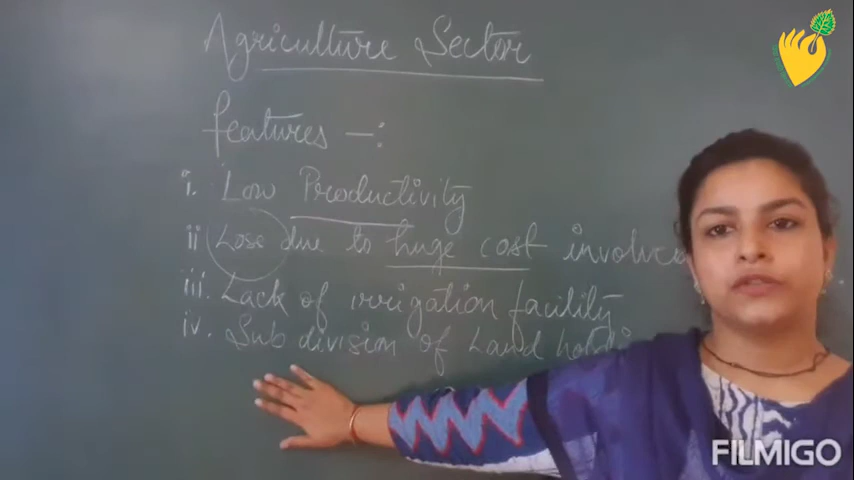 Agriculture Sector
features —:
i. Low Productivity
ii Lose due to huge cost involved
iii. Lack of irrigation facility
iv. Sub division of Land
FILMIGO